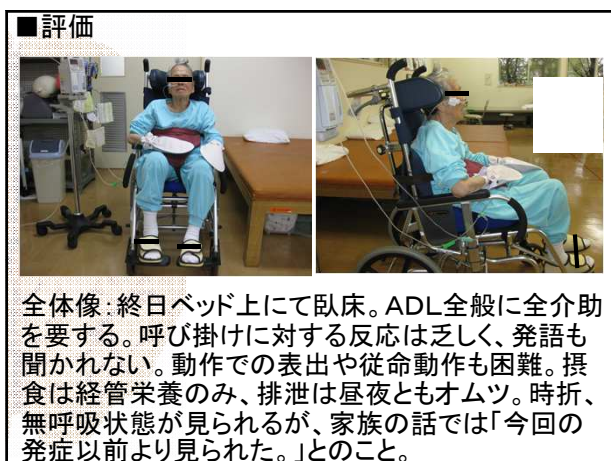 ■評価
全体像：終日ベッド上にて臥床。ＡＤＬ全般に全介助
を要する。呼び掛けに対する反応は乏しく、発語も
聞かれない。動作での表出や従命動作も困難。摂
食は経管栄養のみ、排泄は昼夜ともオムツ。時折、
無呼吸状態が見られるが、家族の話では「今回の
発症以前より見られた。」とのこと。